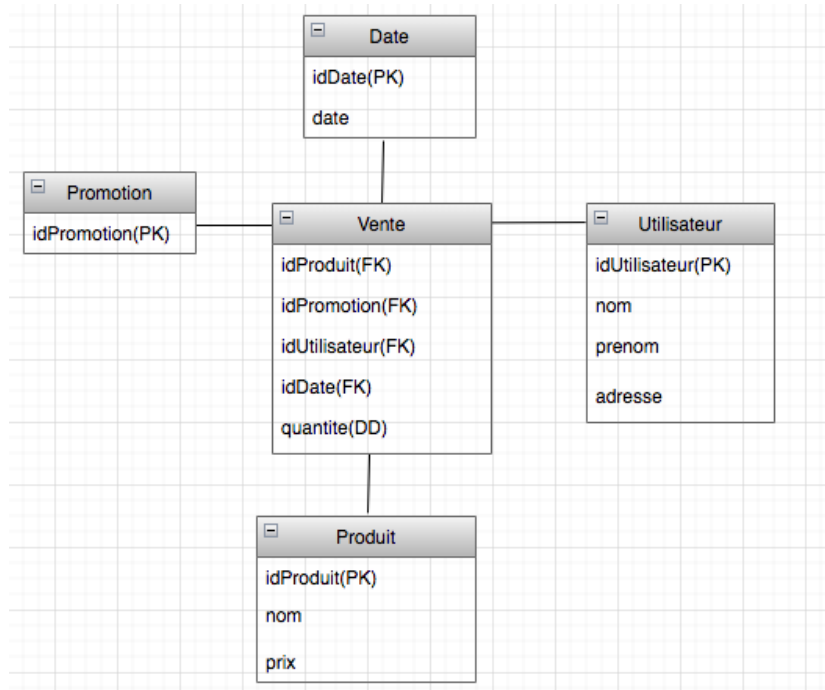 Date
idDate(PK)
date
Promotion
idPromotion(PK)
Vente
idProduit(FK)
idPromotion(FK)
idUtilisateur(FK)
idDate(FK)
quantite(DD)
Utilisateur
idUtilisateur(PK)
nom
prenom
adresse
Produit
idProduit(PK)
nom
prix